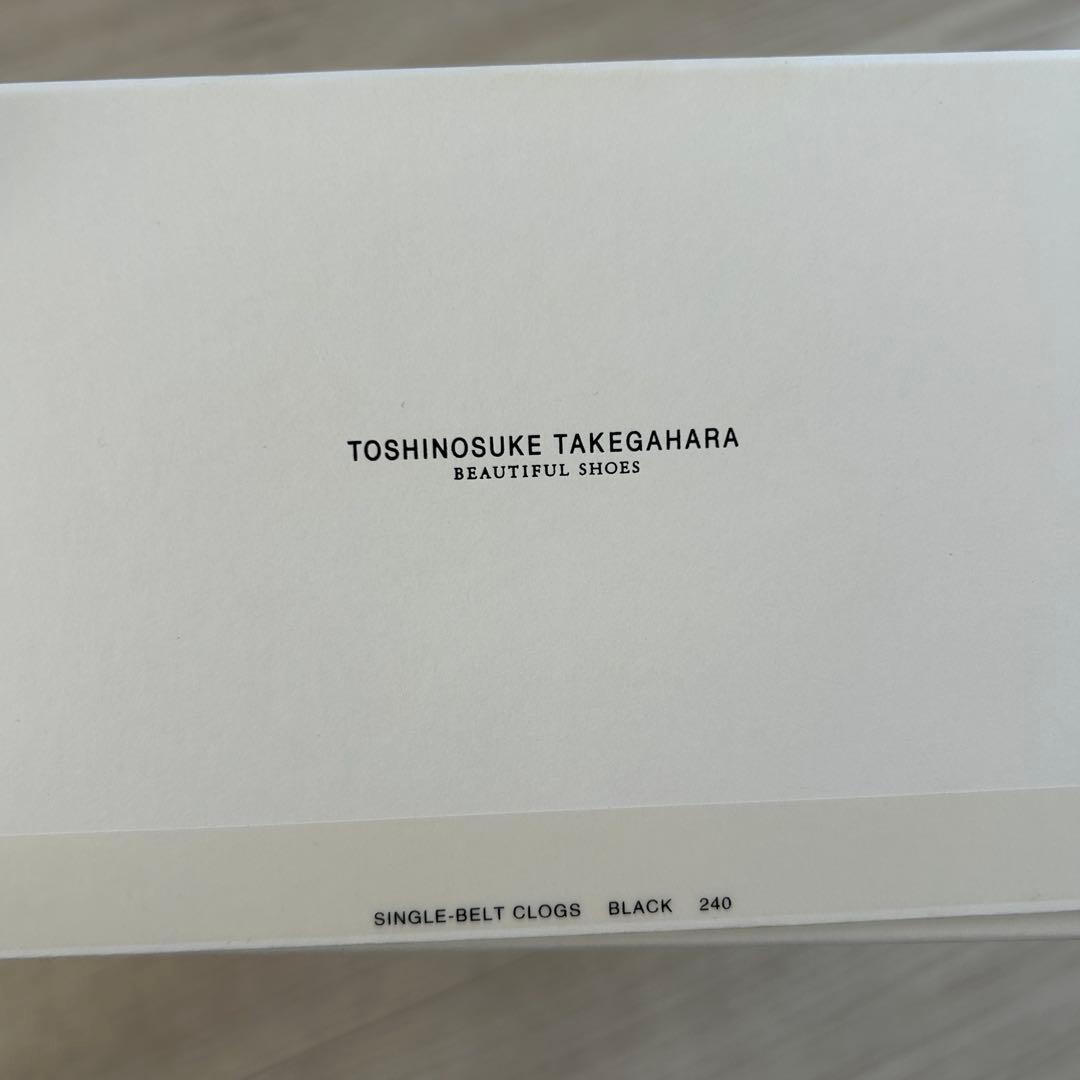 TOSHINOSUKE TAKEGAHARA
BEAUTIFUL SHOES
SINGLE-BELT CLOGS BLACK 240